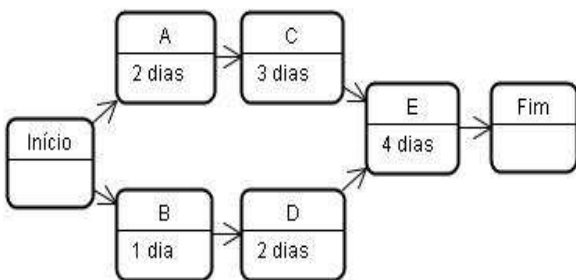 A
2 dias
C
3 dias
E
4 dias
Fim
Início
B
1 dia
D
2 dias